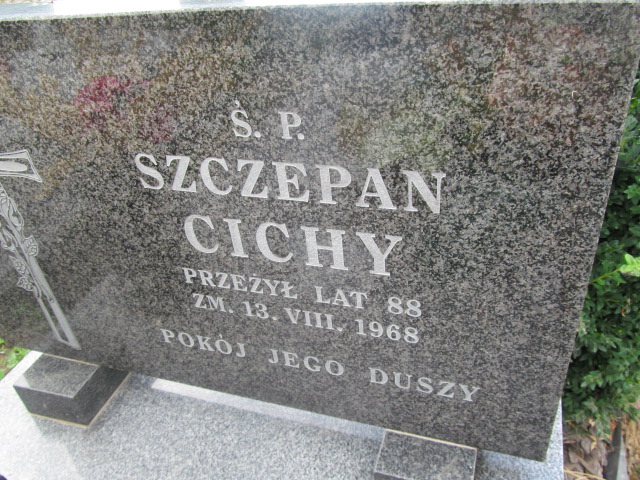 Ś. P.
SZCZEPAN
CICHY
PRZEŻYŁ LAT 88
ZM. 13. VIII. 1968
POKÓJ JEGO DUSZY